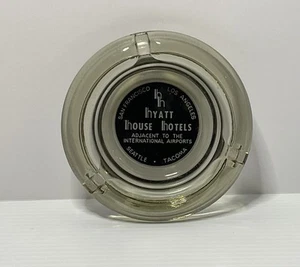 SAN FRANCISCO • LOS ANGELES
hh
hyatt
house hotels
ADJACENT TO THE
INTERNATIONAL AIRPORTS
SEATTLE • TACOMA